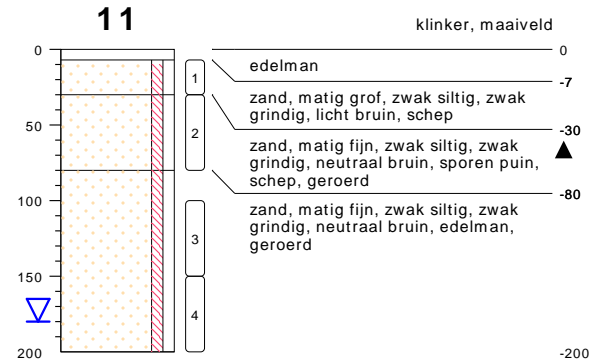 11
klinker, maaiveld
0
0
edelman
-7
1
zand, matig grof, zwak siltig, zwak
grindig, licht bruin, schep
-30
50
2
zand, matig fijn, zwak siltig, zwak
grindig, neutraal bruin, sporen puin,
schep, geroerd
-80
100
zand, matig fijn, zwak siltig, zwak
grindig, neutraal bruin, edelman,
geroerd
3
150
4
200
-200